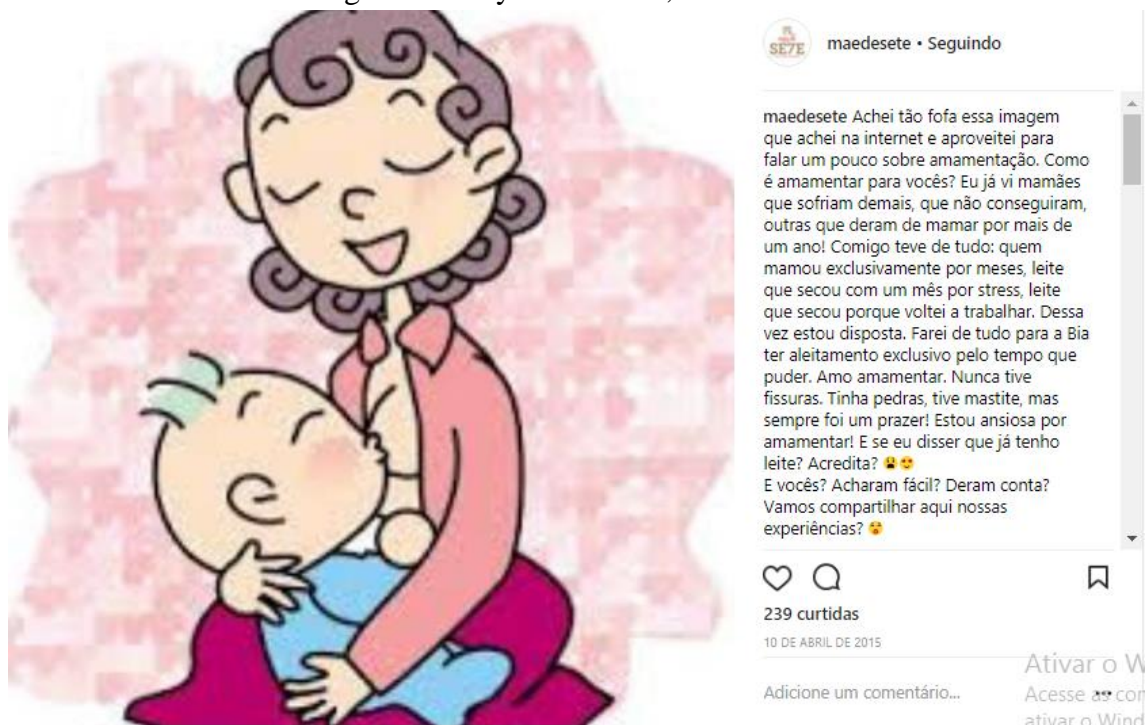 SE7E
maedesete • Seguindo
maedesete Achei tão fofa essa imagem
que achei na internet e aproveitei para
falar um pouco sobre amamentação. Como
é amamentar para vocês? Eu já vi mamães
que sofriam demais, que não conseguiram,
outras que deram de mamar por mais de
um ano! Comigo teve de tudo: quem
mamou exclusivamente por meses, leite
que secou com um mês por stress, leite
que secou porque voltei a trabalhar. Dessa
vez estou disposta. Farei de tudo para a Bia
ter aleitamento exclusivo pelo tempo que
puder. Amo amamentar. Nunca tive
fissuras. Tinha pedras, tive mastite, mas
sempre foi um prazer! Estou ansiosa por
amamentar! E se eu disser que já tenho
leite? Acredita?
E vocês? Acharam fácil? Deram conta?
Vamos compartilhar aqui nossas
experiências?
239 curtidas
10 DE ABRIL DE 2015
Adicione um comentário...
Ativar o W
Acesse as con
ativar o Wind